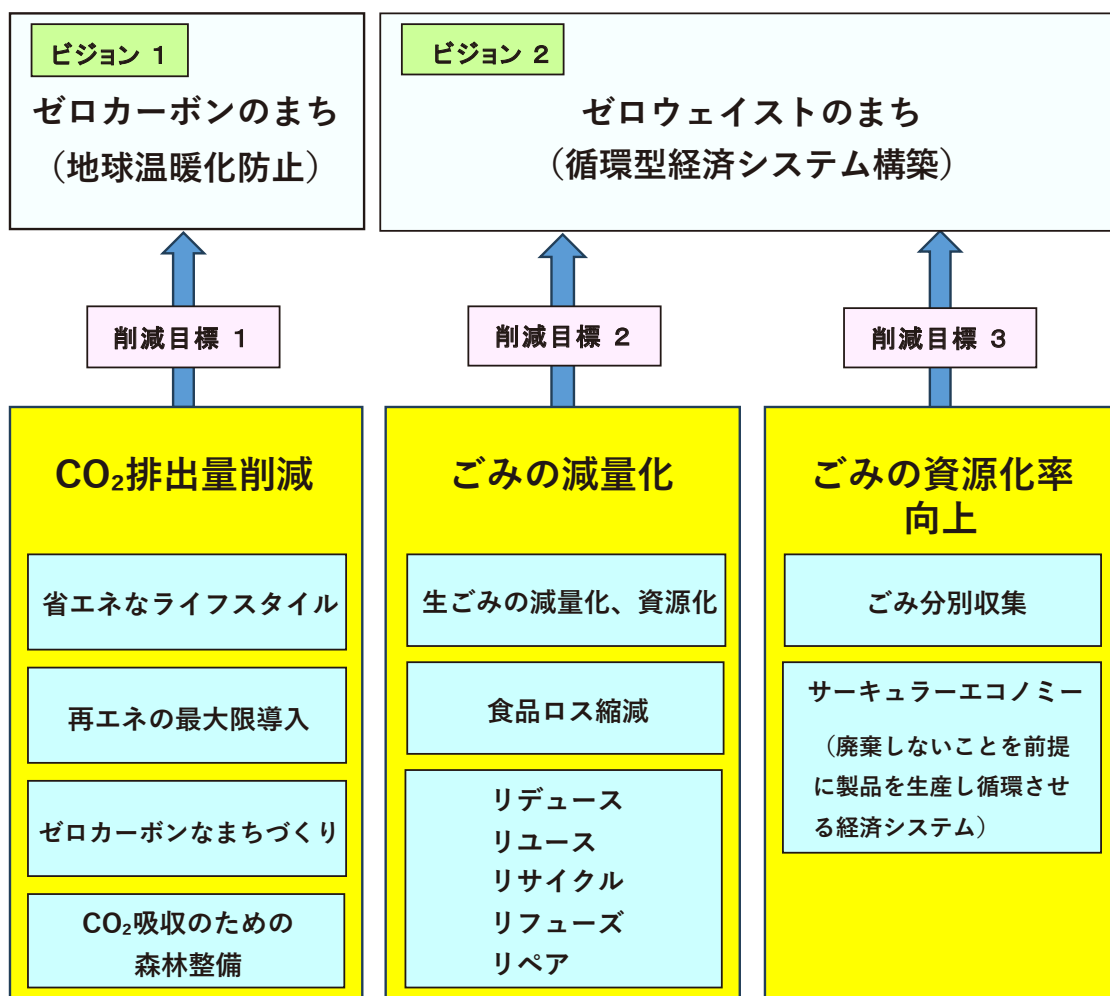 ビジョン 1
ゼロカーボンのまち
（地球温暖化防止）
ビジョン 2
ゼロウェイストのまち
（循環型経済システム構築）
削減目標 1
削減目標 2
削減目標 3
CO₂排出量削減
省エネなライフスタイル
再エネの最大限導入
ゼロカーボンなまちづくり
CO₂吸収のための
森林整備
ごみの減量化
生ごみの減量化、資源化
食品ロス縮減
リデュース
リユース
リサイクル
リフューズ
リペア
ごみの資源化率
向上
ごみ分別収集
サーキュラーエコノミー
（廃棄しないことを前提
に製品を生産し循環させ
る経済システム）